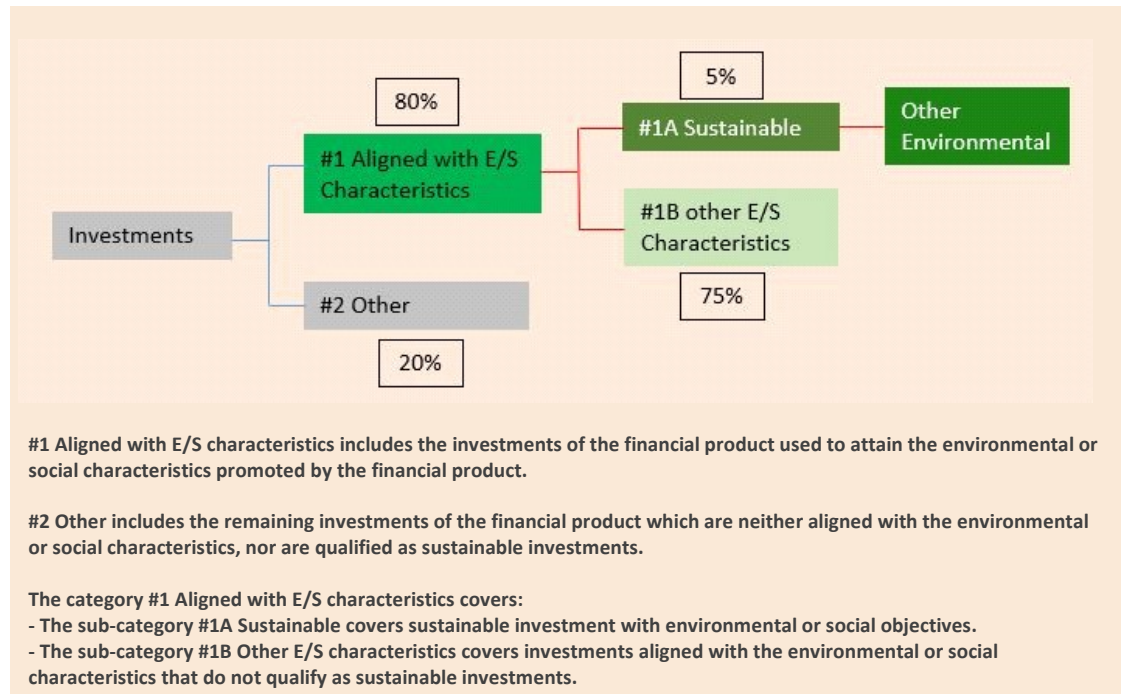 80%
5%
#1 Aligned with E/S
Characteristics
#1A Sustainable
Other
Environmental
Investments
#1B other E/S
Characteristics
#2 Other
75%
20%
#1 Aligned with E/S characteristics includes the investments of the financial product used to attain the environmental or
social characteristics promoted by the financial product.
#2 Other includes the remaining investments of the financial product which are neither aligned with the environmental
or social characteristics, nor are qualified as sustainable investments.
The category #1 Aligned with E/S characteristics covers:
- The sub-category #1A Sustainable covers sustainable investment with environmental or social objectives.
- The sub-category #1B Other E/S characteristics covers investments aligned with the environmental or social
characteristics that do not qualify as sustainable investments.